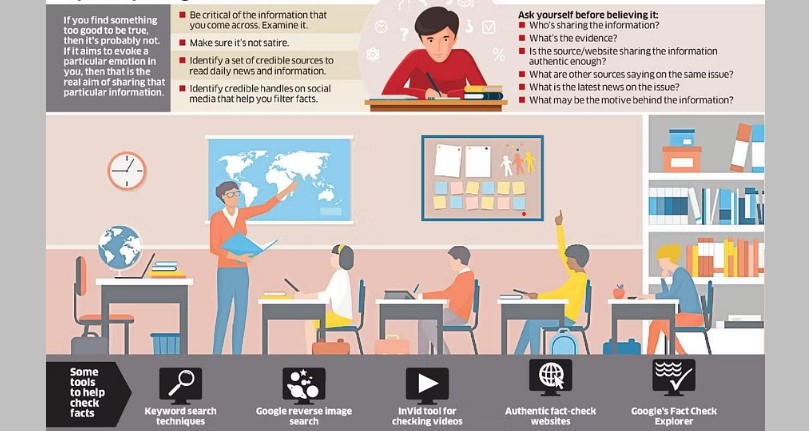 If you find something
too good to be true,
then it's probably not.
If it aims to evoke a
particular emotion in
you, then that is the
real aim of sharing that
particular information.
Be critical of the information that
you come across. Examine it.
Make sure it's not satire.
Identify a set of credible sources to
read daily news and information.
Identify credible handles on social
media that help you filter facts.
Ask yourself before believing it:
Who's sharing the information?
What's the evidence?
Is the source/website sharing the information
authentic enough?
What are other sources saying on the same issue?
What is the latest news on the issue?
What may be the motive behind the information?
Some
tools
to help
check
facts
Keyword search
techniques
Google reverse image
search
InVid tool for
checking videos
Authentic fact-check
websites
Google's Fact Check
Explorer